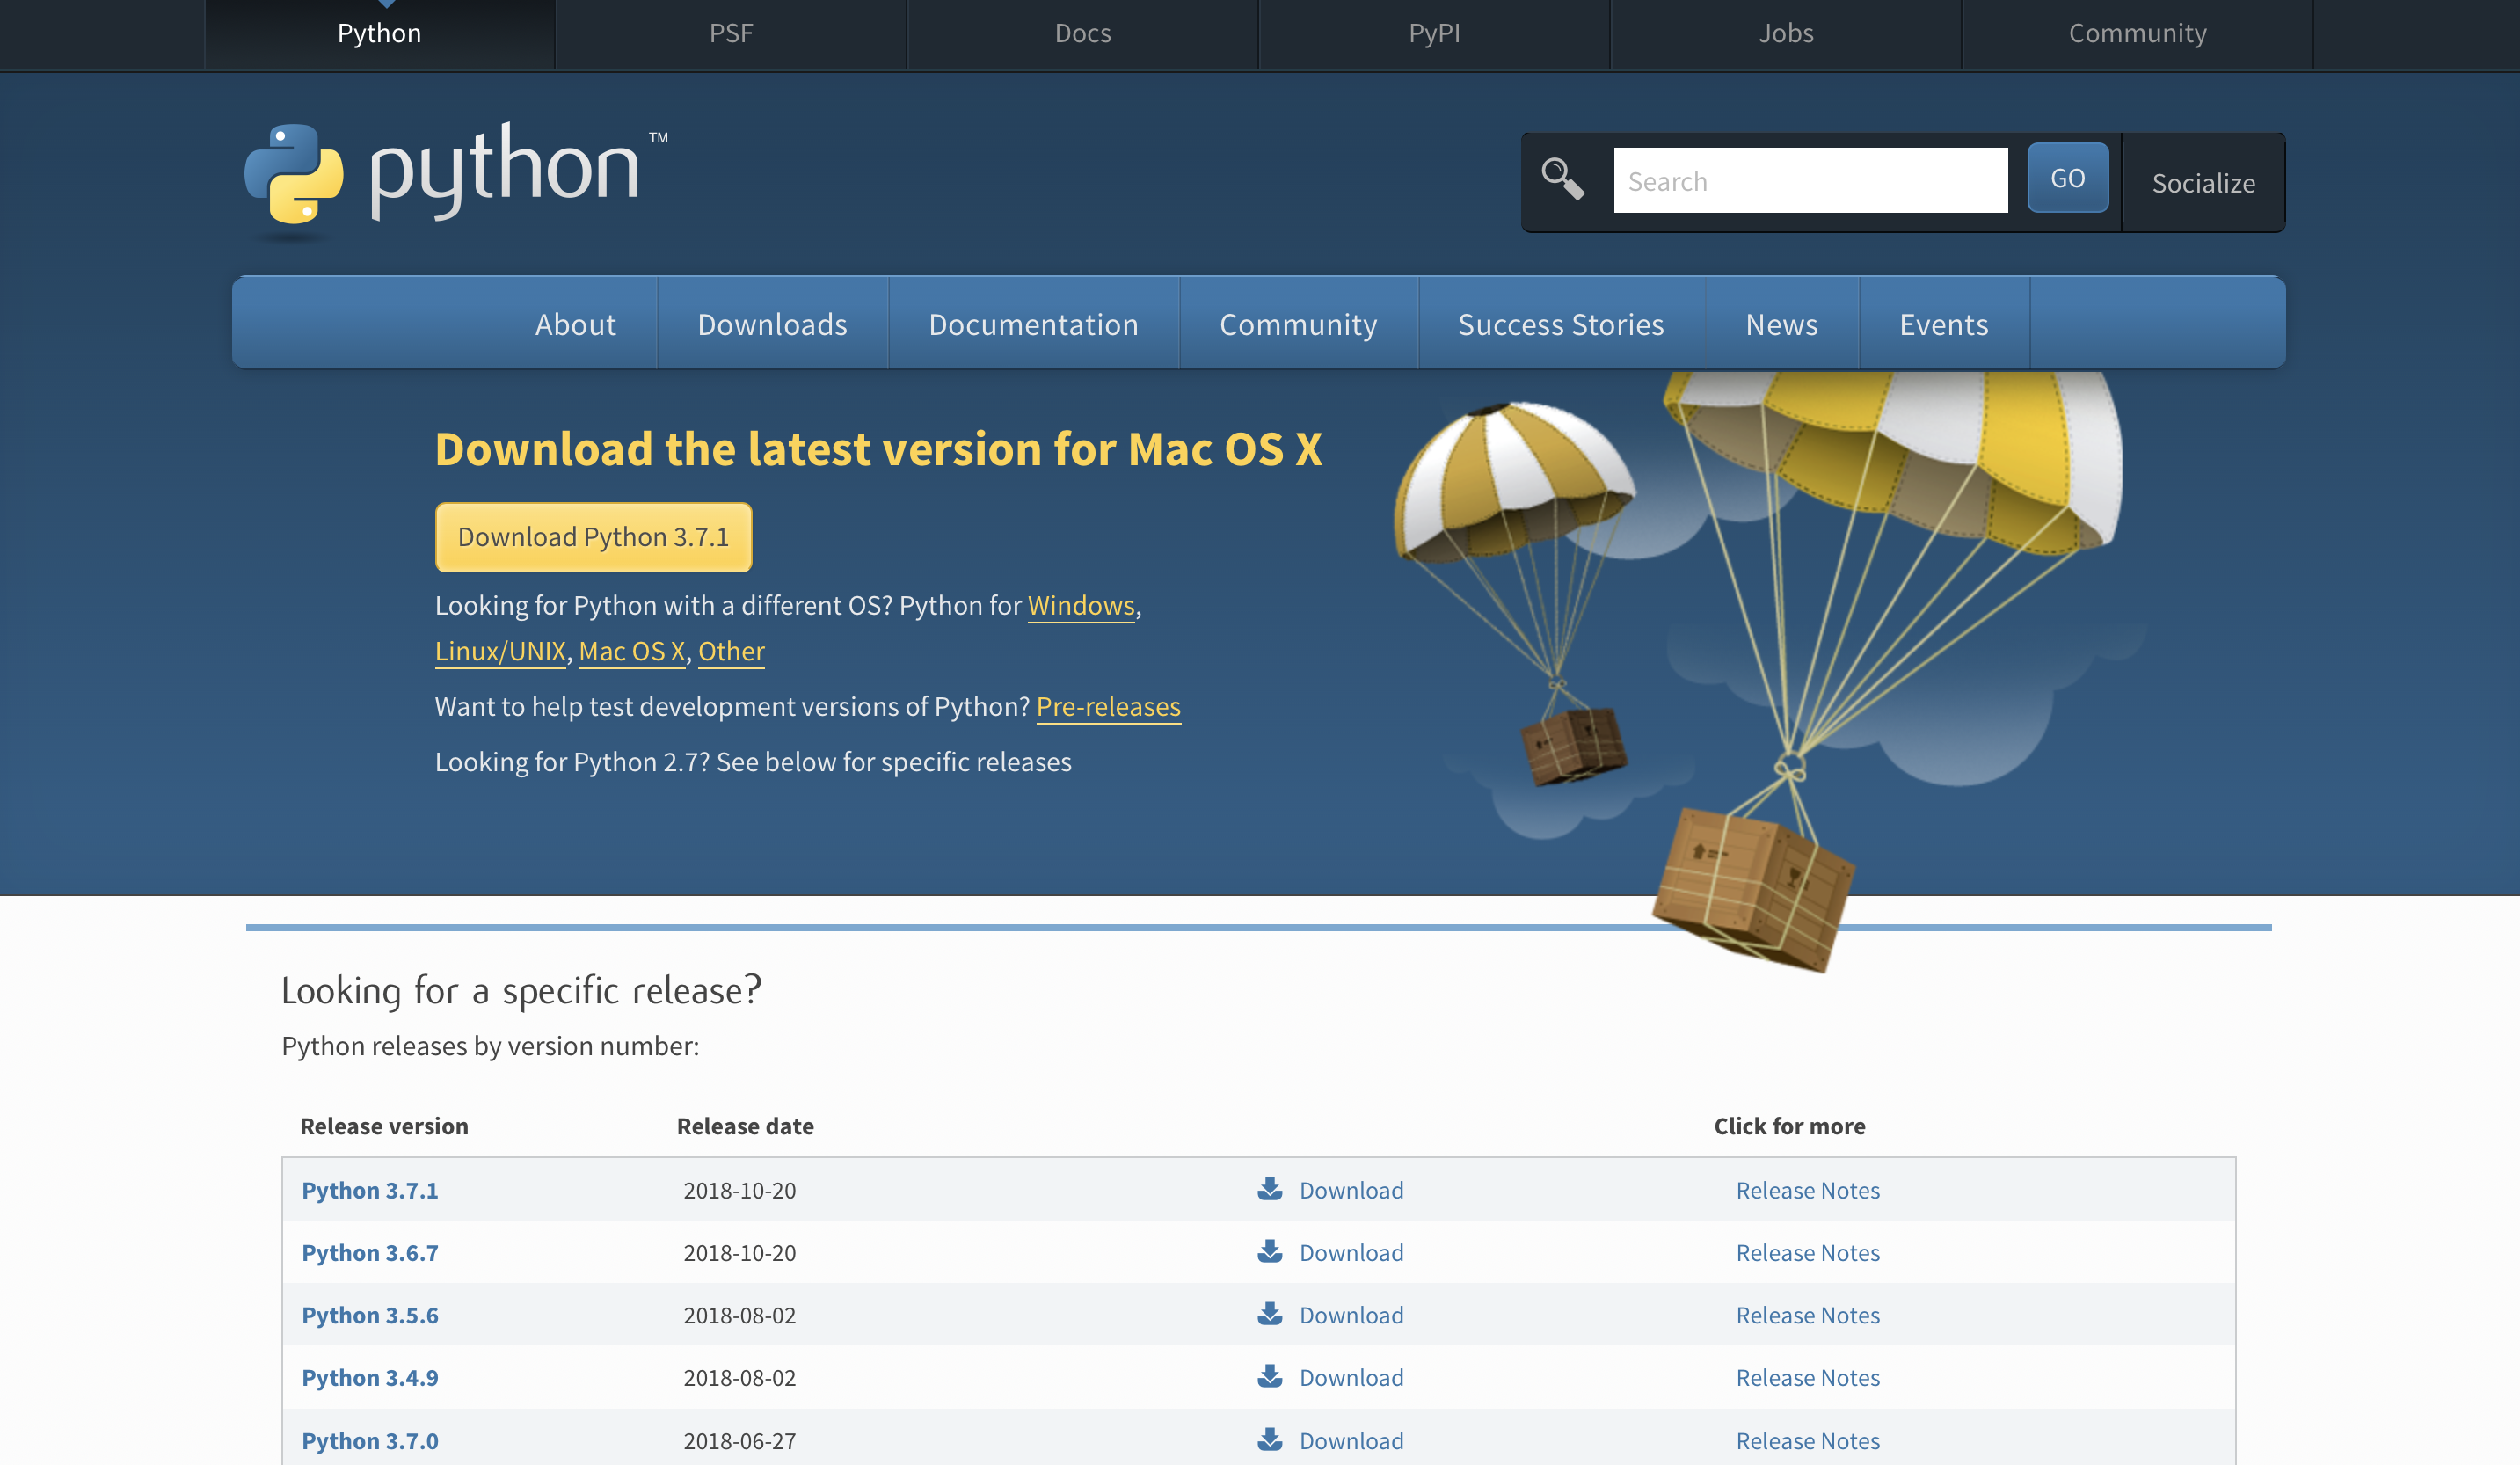 Python PSF Docs PyPI Jobs Community
python ™
Search GO Socialize
About Downloads Documentation Community Success Stories News Events
Download the latest version for Mac OS X
Download Python 3.7.1
Looking for Python with a different OS? Python for Windows,
Linux/UNIX, Mac OS X, Other
Want to help test development versions of Python? Pre-releases
Looking for Python 2.7? See below for specific releases
Looking for a specific release?
Python releases by version number:
Release version Release date Click for more
Python 3.7.1 2018-10-20 Download Release Notes
Python 3.6.7 2018-10-20 Download Release Notes
Python 3.5.6 2018-08-02 Download Release Notes
Python 3.4.9 2018-08-02 Download Release Notes
Python 3.7.0 2018-06-27 Download Release Notes